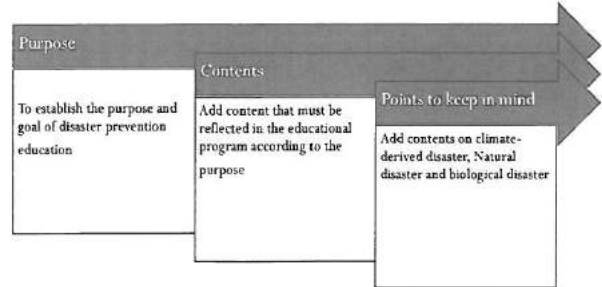 Purpose
To establish the purpose and
goal of disaster prevention
education
Contents
Add content that must be
reflected in the educational
program according to the
purpose
Points to keep in mind
Add contents on climate-
derived disaster, Natural
disaster and biological disaster